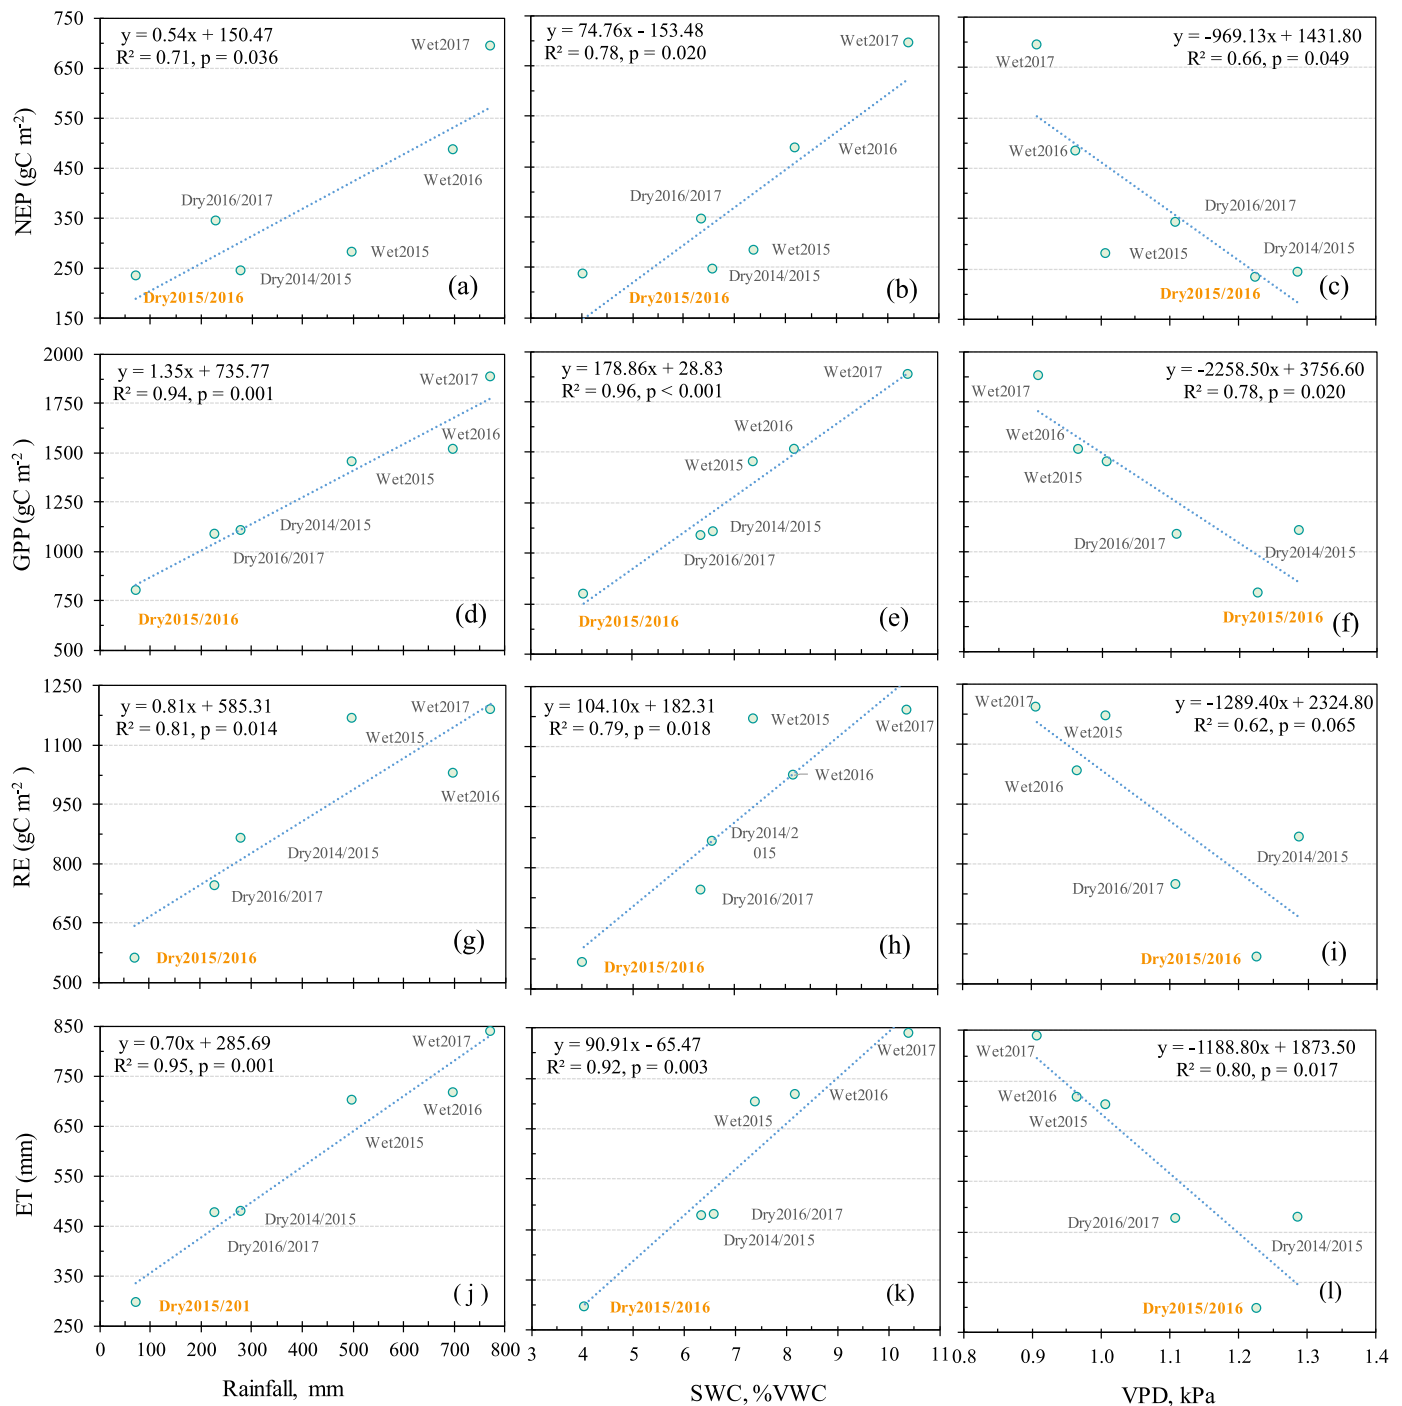 NEP (gC m-2)
750
650
550
450
350
250
150
y = 0.54x + 150.47
R² = 0.71, p = 0.036
Wet2017
Wet2016
Dry2016/2017
Wet2015
Dry2014/2015
Dry2015/2016
(a)
y = 74.76x - 153.48
R² = 0.78, p = 0.020
Wet2017
Wet2016
Dry2016/2017
Wet2015
Dry2014/2015
Dry2015/2016
(b)
y = -969.13x + 1431.80
R² = 0.66, p = 0.049
Wet2017
Wet2016
Dry2016/2017
Wet2015
Dry2014/2015
Dry2015/2016
(c)
GPP (gC m-2 )
2000
1750
1500
1250
1000
750
500
y = 1.35x + 735.77
R² = 0.94, p = 0.001
Wet2017
Wet2016
Wet2015
Dry2014/2015
Dry2016/2017
Dry2015/2016
(d)
y = 178.86x + 28.83
R² = 0.96, p < 0.001
Wet2017
Wet2016
Wet2015
Dry2014/2015
Dry2016/2017
Dry2015/2016
(e)
y = -2258.50x + 3756.60
R² = 0.78, p = 0.020
Wet2017
Wet2016
Wet2015
Dry2016/2017
Dry2014/2015
Dry2015/2016
(f)
RE (gC m-2 )
1250
1100
950
800
650
500
y = 0.81x + 585.31
R² = 0.81, p = 0.014
Wet2017
Wet2015
Wet2016
Dry2014/2015
Dry2016/2017
Dry2015/2016
(g)
y = 104.10x + 182.31
R² = 0.79, p = 0.018
Wet2015
Wet2017
Wet2016
Dry2014/2
015
Dry2016/2017
Dry2015/2016
(h)
y = -1289.40x + 2324.80
R² = 0.62, p = 0.065
Wet2017
Wet2015
Wet2016
Dry2014/2015
Dry2016/2017
Dry2015/2016
(i)
ET (mm)
850
750
650
550
450
350
250
y = 0.70x + 285.69
R² = 0.95, p = 0.001
Wet2017
Wet2016
Wet2015
Dry2014/2015
Dry2016/2017
Dry2015/201
( j )
y = 90.91x - 65.47
R² = 0.92, p = 0.003
Wet2017
Wet2016
Wet2015
Dry2016/2017
Dry2014/2015
Dry2015/2016
(k)
y = -1188.80x + 1873.50
R² = 0.80, p = 0.017
Wet2017
Wet2016
Wet2015
Dry2016/2017
Dry2014/2015
Dry2015/2016
(l)
0 100 200 300 400 500 600 700 800
3 4 5 6 7 8 9 10 11
0.8 0.9 1.0 1.1 1.2 1.3 1.4
Rainfall, mm
SWC, %VWC
VPD, kPa